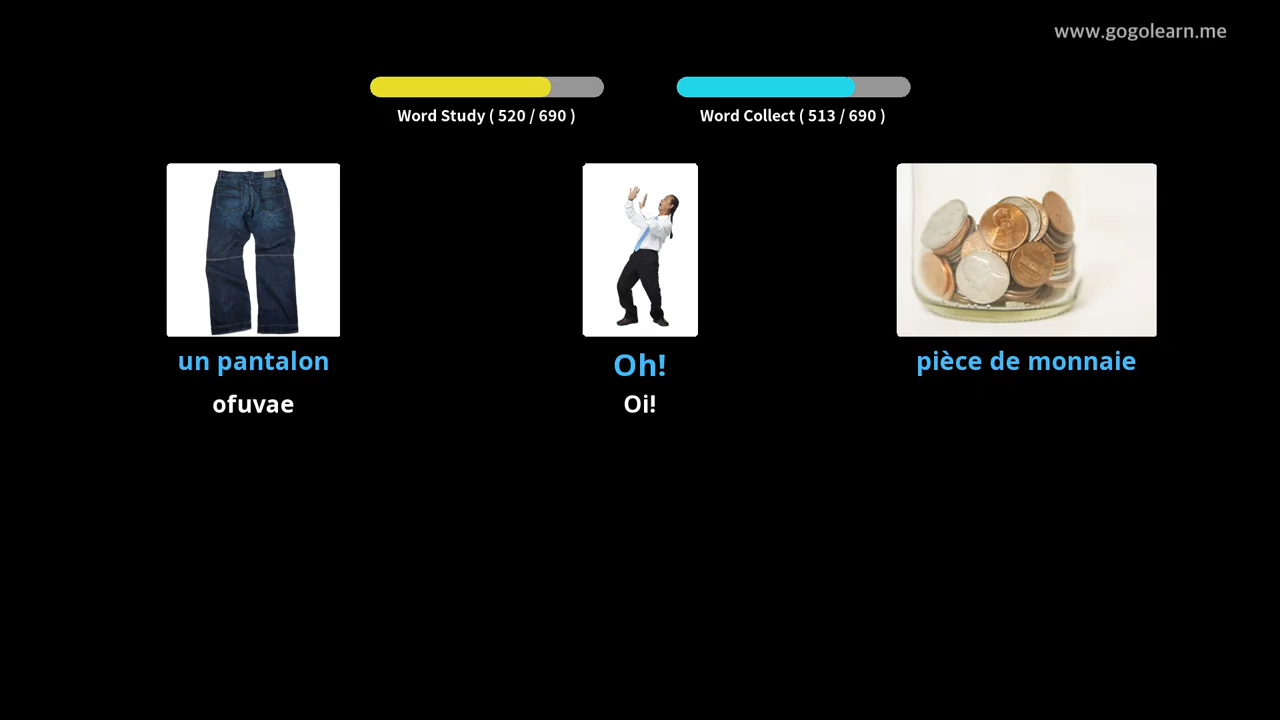 www.gogolearn.me
Word Study ( 520 / 690 )
Word Collect ( 513 / 690 )
un pantalon
ofuvae
Oh!
Oi!
pièce de monnaie